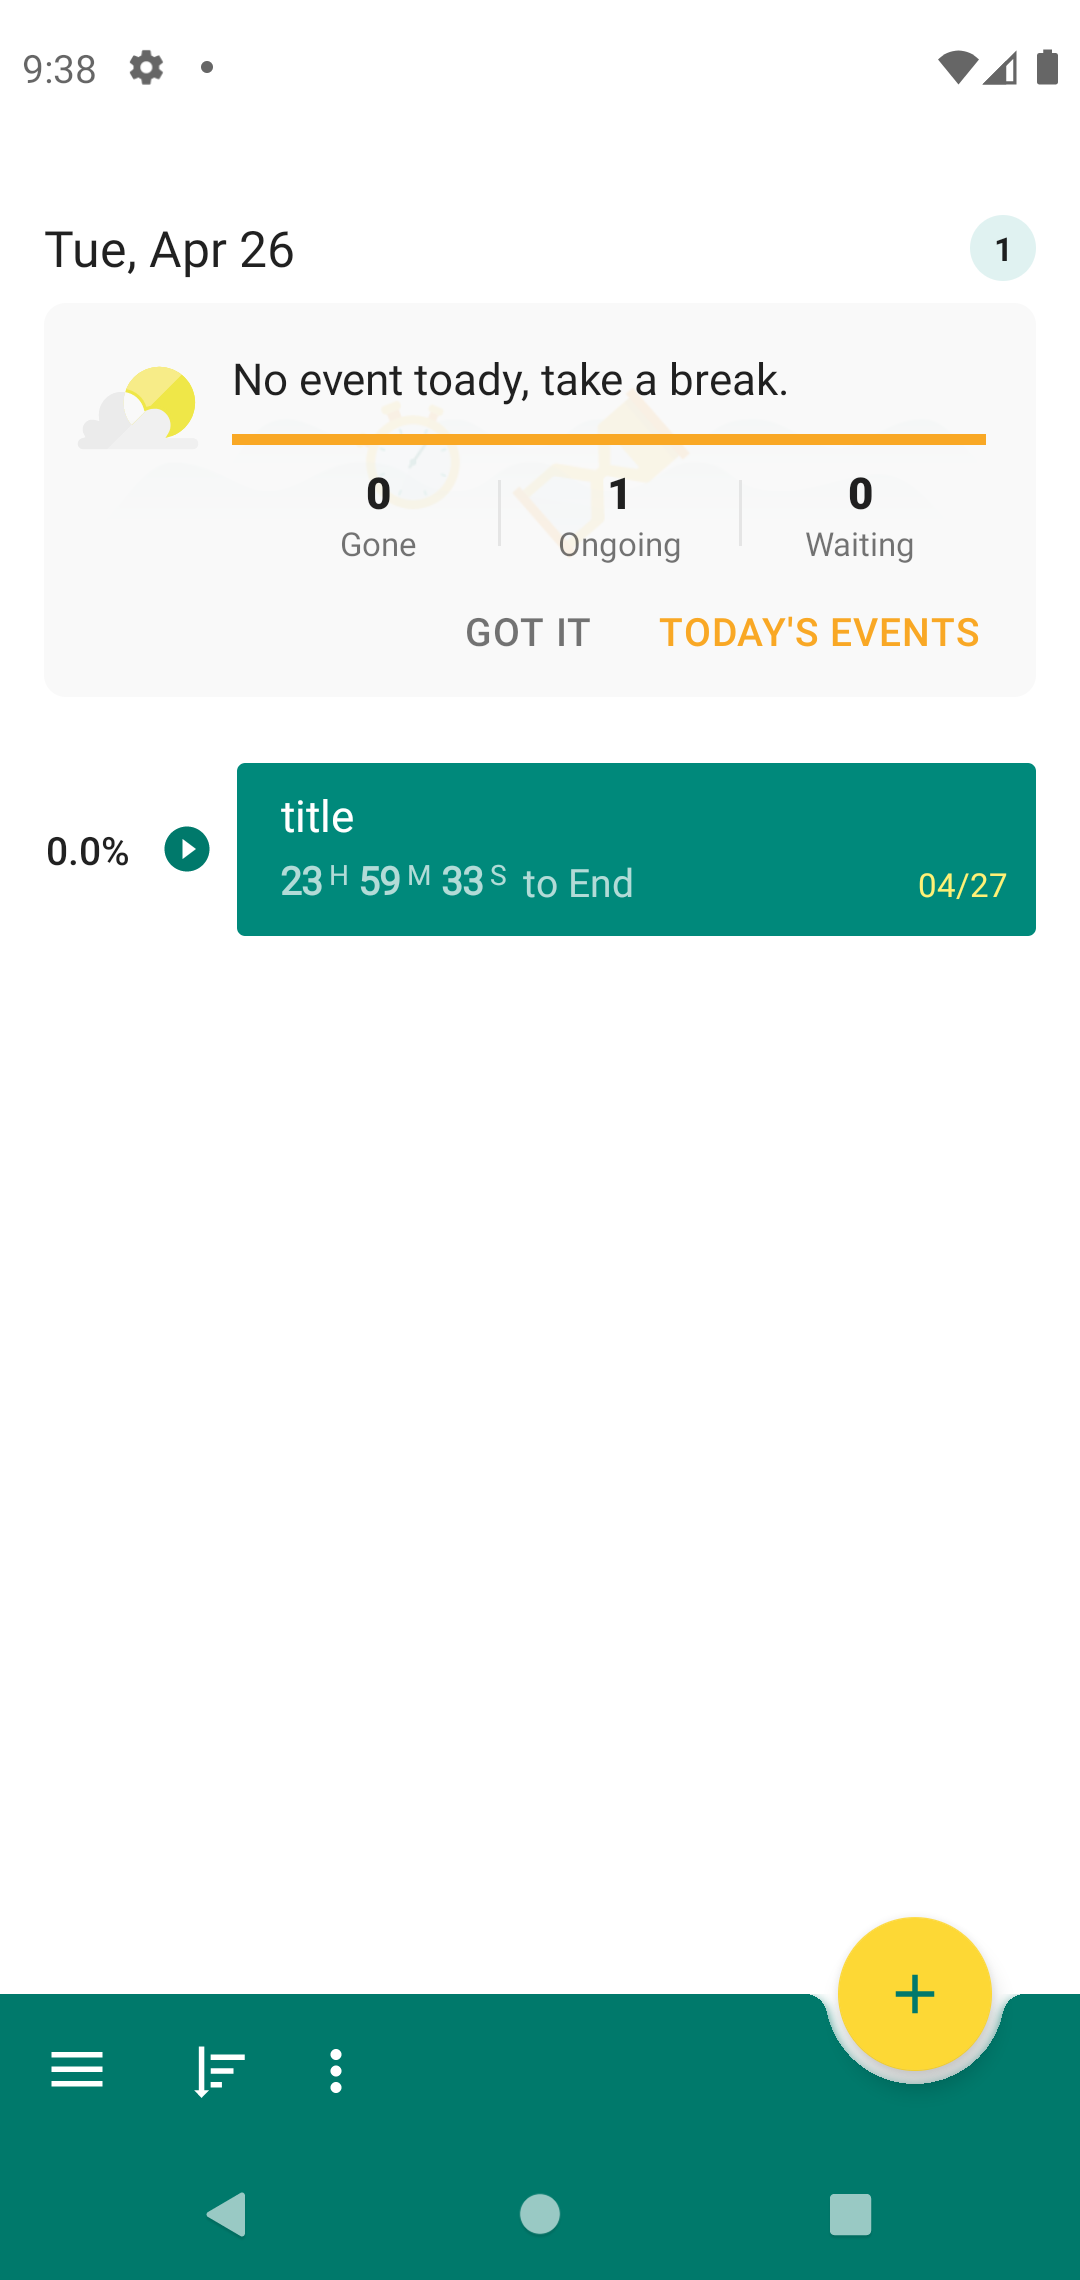 9:38
Tue, Apr 26
1
No event toady, take a break.
0 1 0
Gone Ongoing Waiting
GOT IT TODAY'S EVENTS
title
0.0%
23 H 59 M 33 S to End 04/27